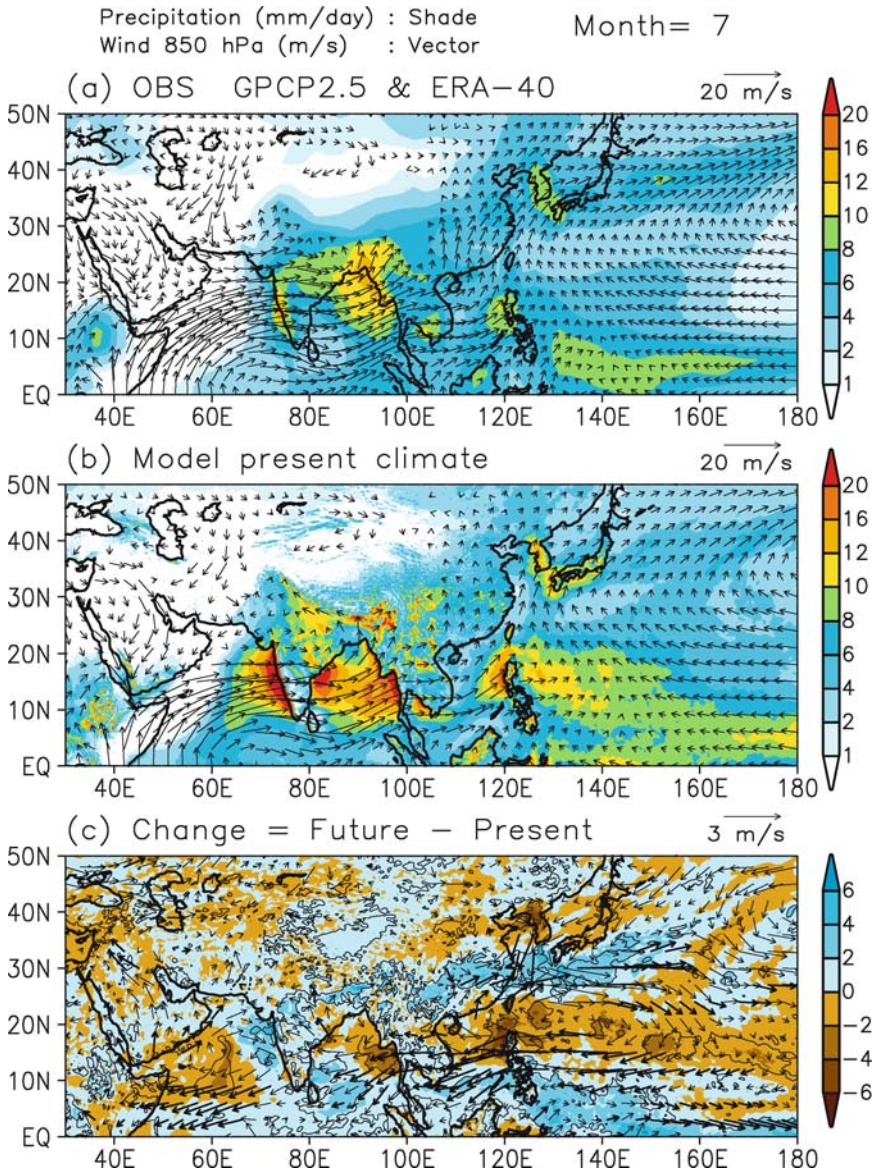 Precipitation (mm/day) : Shade
Wind 850 hPa (m/s) : Vector
Month= 7
(a) OBS GPCP2.5 & ERA-40
20 m/s
50N
40N
30N
20N
10N
EQ
40E 60E 80E 100E 120E 140E 160E 180
20
16
12
10
8
6
4
2
1
(b) Model present climate
20 m/s
50N
40N
30N
20N
10N
EQ
40E 60E 80E 100E 120E 140E 160E 180
20
16
12
10
8
6
4
2
1
(c) Change = Future - Present
3 m/s
50N
40N
30N
20N
10N
EQ
40E 60E 80E 100E 120E 140E 160E 180
6
4
2
0
-2
-4
-6